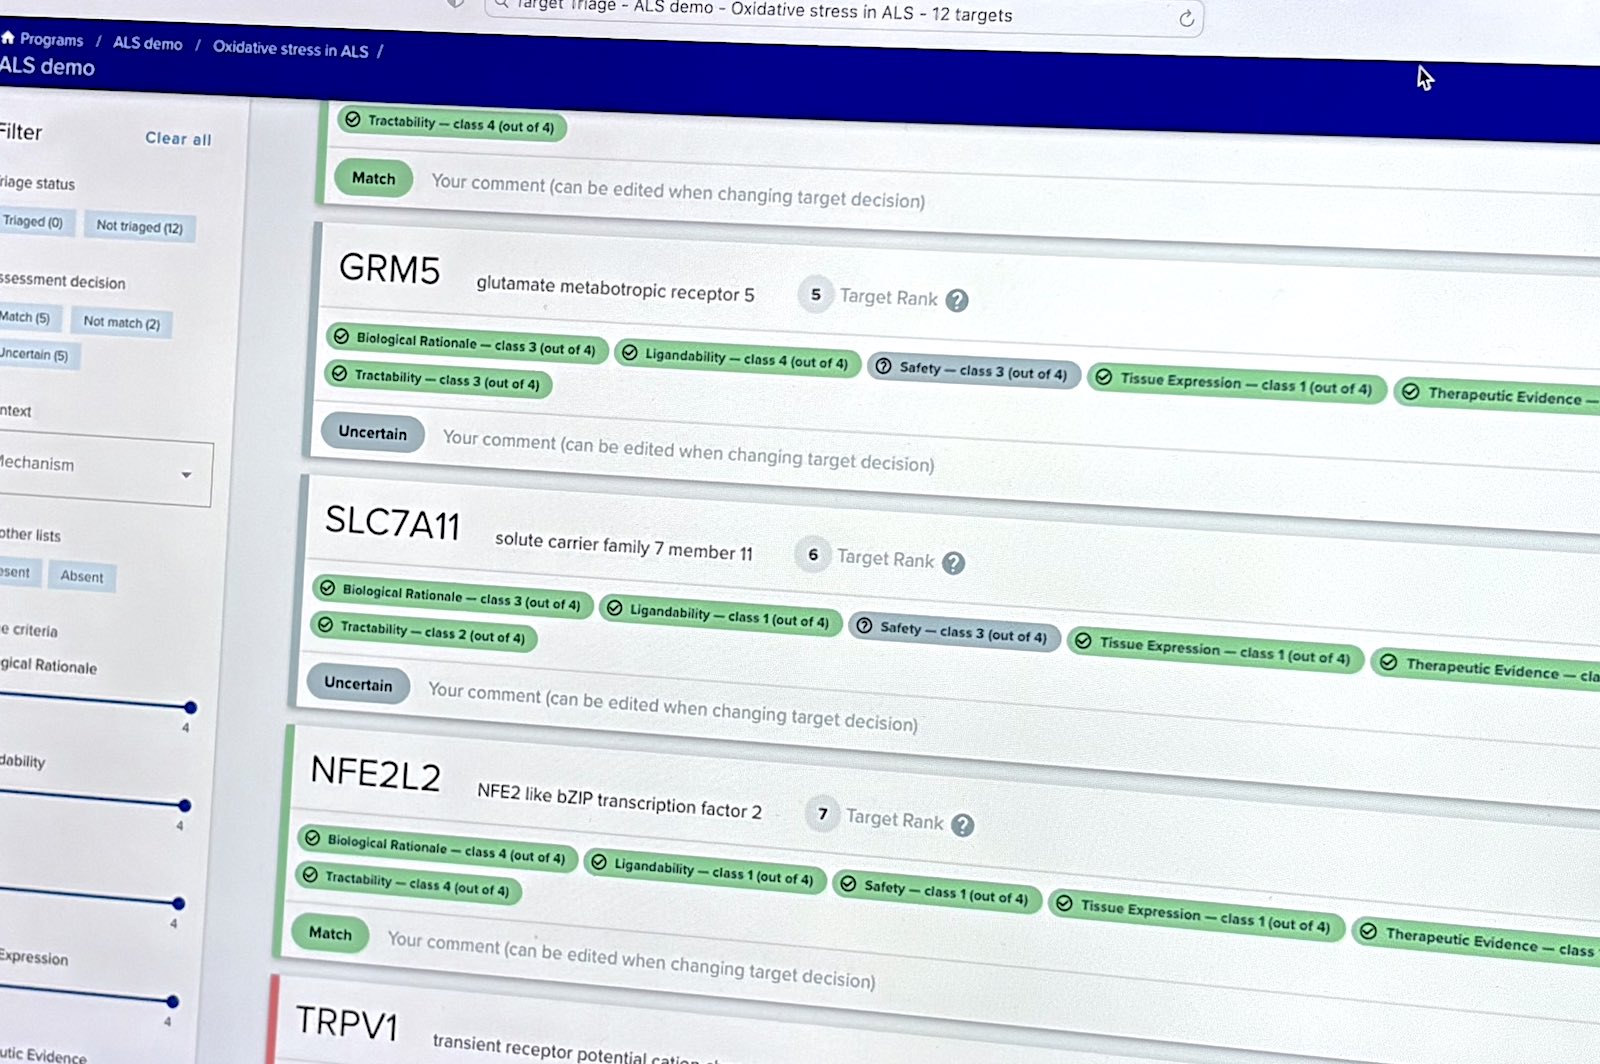 Target Triage - ALS demo - Oxidative stress in ALS - 12 targets
Programs / ALS demo / Oxidative stress in ALS /
ALS demo
Filter
Clear all
riage status
Triaged (0)
Not triaged (12)
ssessment decision
Match (5)
Not match (2)
Uncertain (5)
ntext
Mechanism
other lists
esent
Absent
e criteria
gical Rationale
4
dability
4
4
Expression
4
utic Evidence
Tractability — class 4 (out of 4)
Match
Your comment (can be edited when changing target decision)
GRM5
glutamate metabotropic receptor 5
5 Target Rank ?
Biological Rationale — class 3 (out of 4)
Ligandability — class 4 (out of 4)
Safety — class 3 (out of 4)
Tissue Expression — class 1 (out of 4)
Therapeutic Evidence —
Tractability — class 3 (out of 4)
Uncertain
Your comment (can be edited when changing target decision)
SLC7A11
solute carrier family 7 member 11
6 Target Rank ?
Biological Rationale — class 3 (out of 4)
Ligandability — class 1 (out of 4)
Safety — class 3 (out of 4)
Tissue Expression — class 1 (out of 4)
Therapeutic Evidence — cla
Tractability — class 2 (out of 4)
Uncertain
Your comment (can be edited when changing target decision)
NFE2L2
NFE2 like bZIP transcription factor 2
7 Target Rank ?
Biological Rationale — class 4 (out of 4)
Ligandability — class 1 (out of 4)
Safety — class 1 (out of 4)
Tissue Expression — class 1 (out of 4)
Therapeutic Evidence — class
Tractability — class 4 (out of 4)
Match
Your comment (can be edited when changing target decision)
TRPV1
transient receptor potential cation